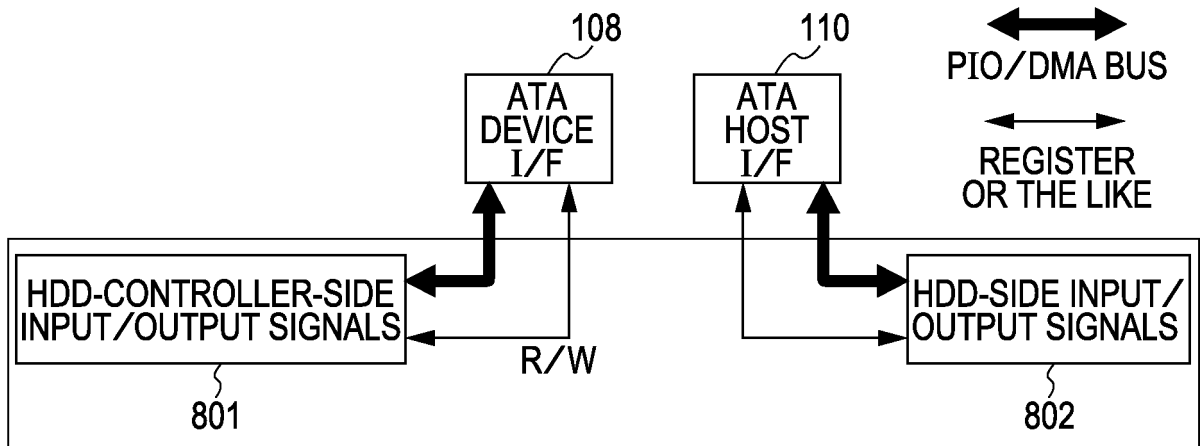 108
110
PIO/DMA BUS
ATA
DEVICE
I/F
ATA
HOST
I/F
REGISTER
OR THE LIKE
HDD-CONTROLLER-SIDE
INPUT/OUTPUT SIGNALS
HDD-SIDE INPUT/
OUTPUT SIGNALS
R/W
801
802